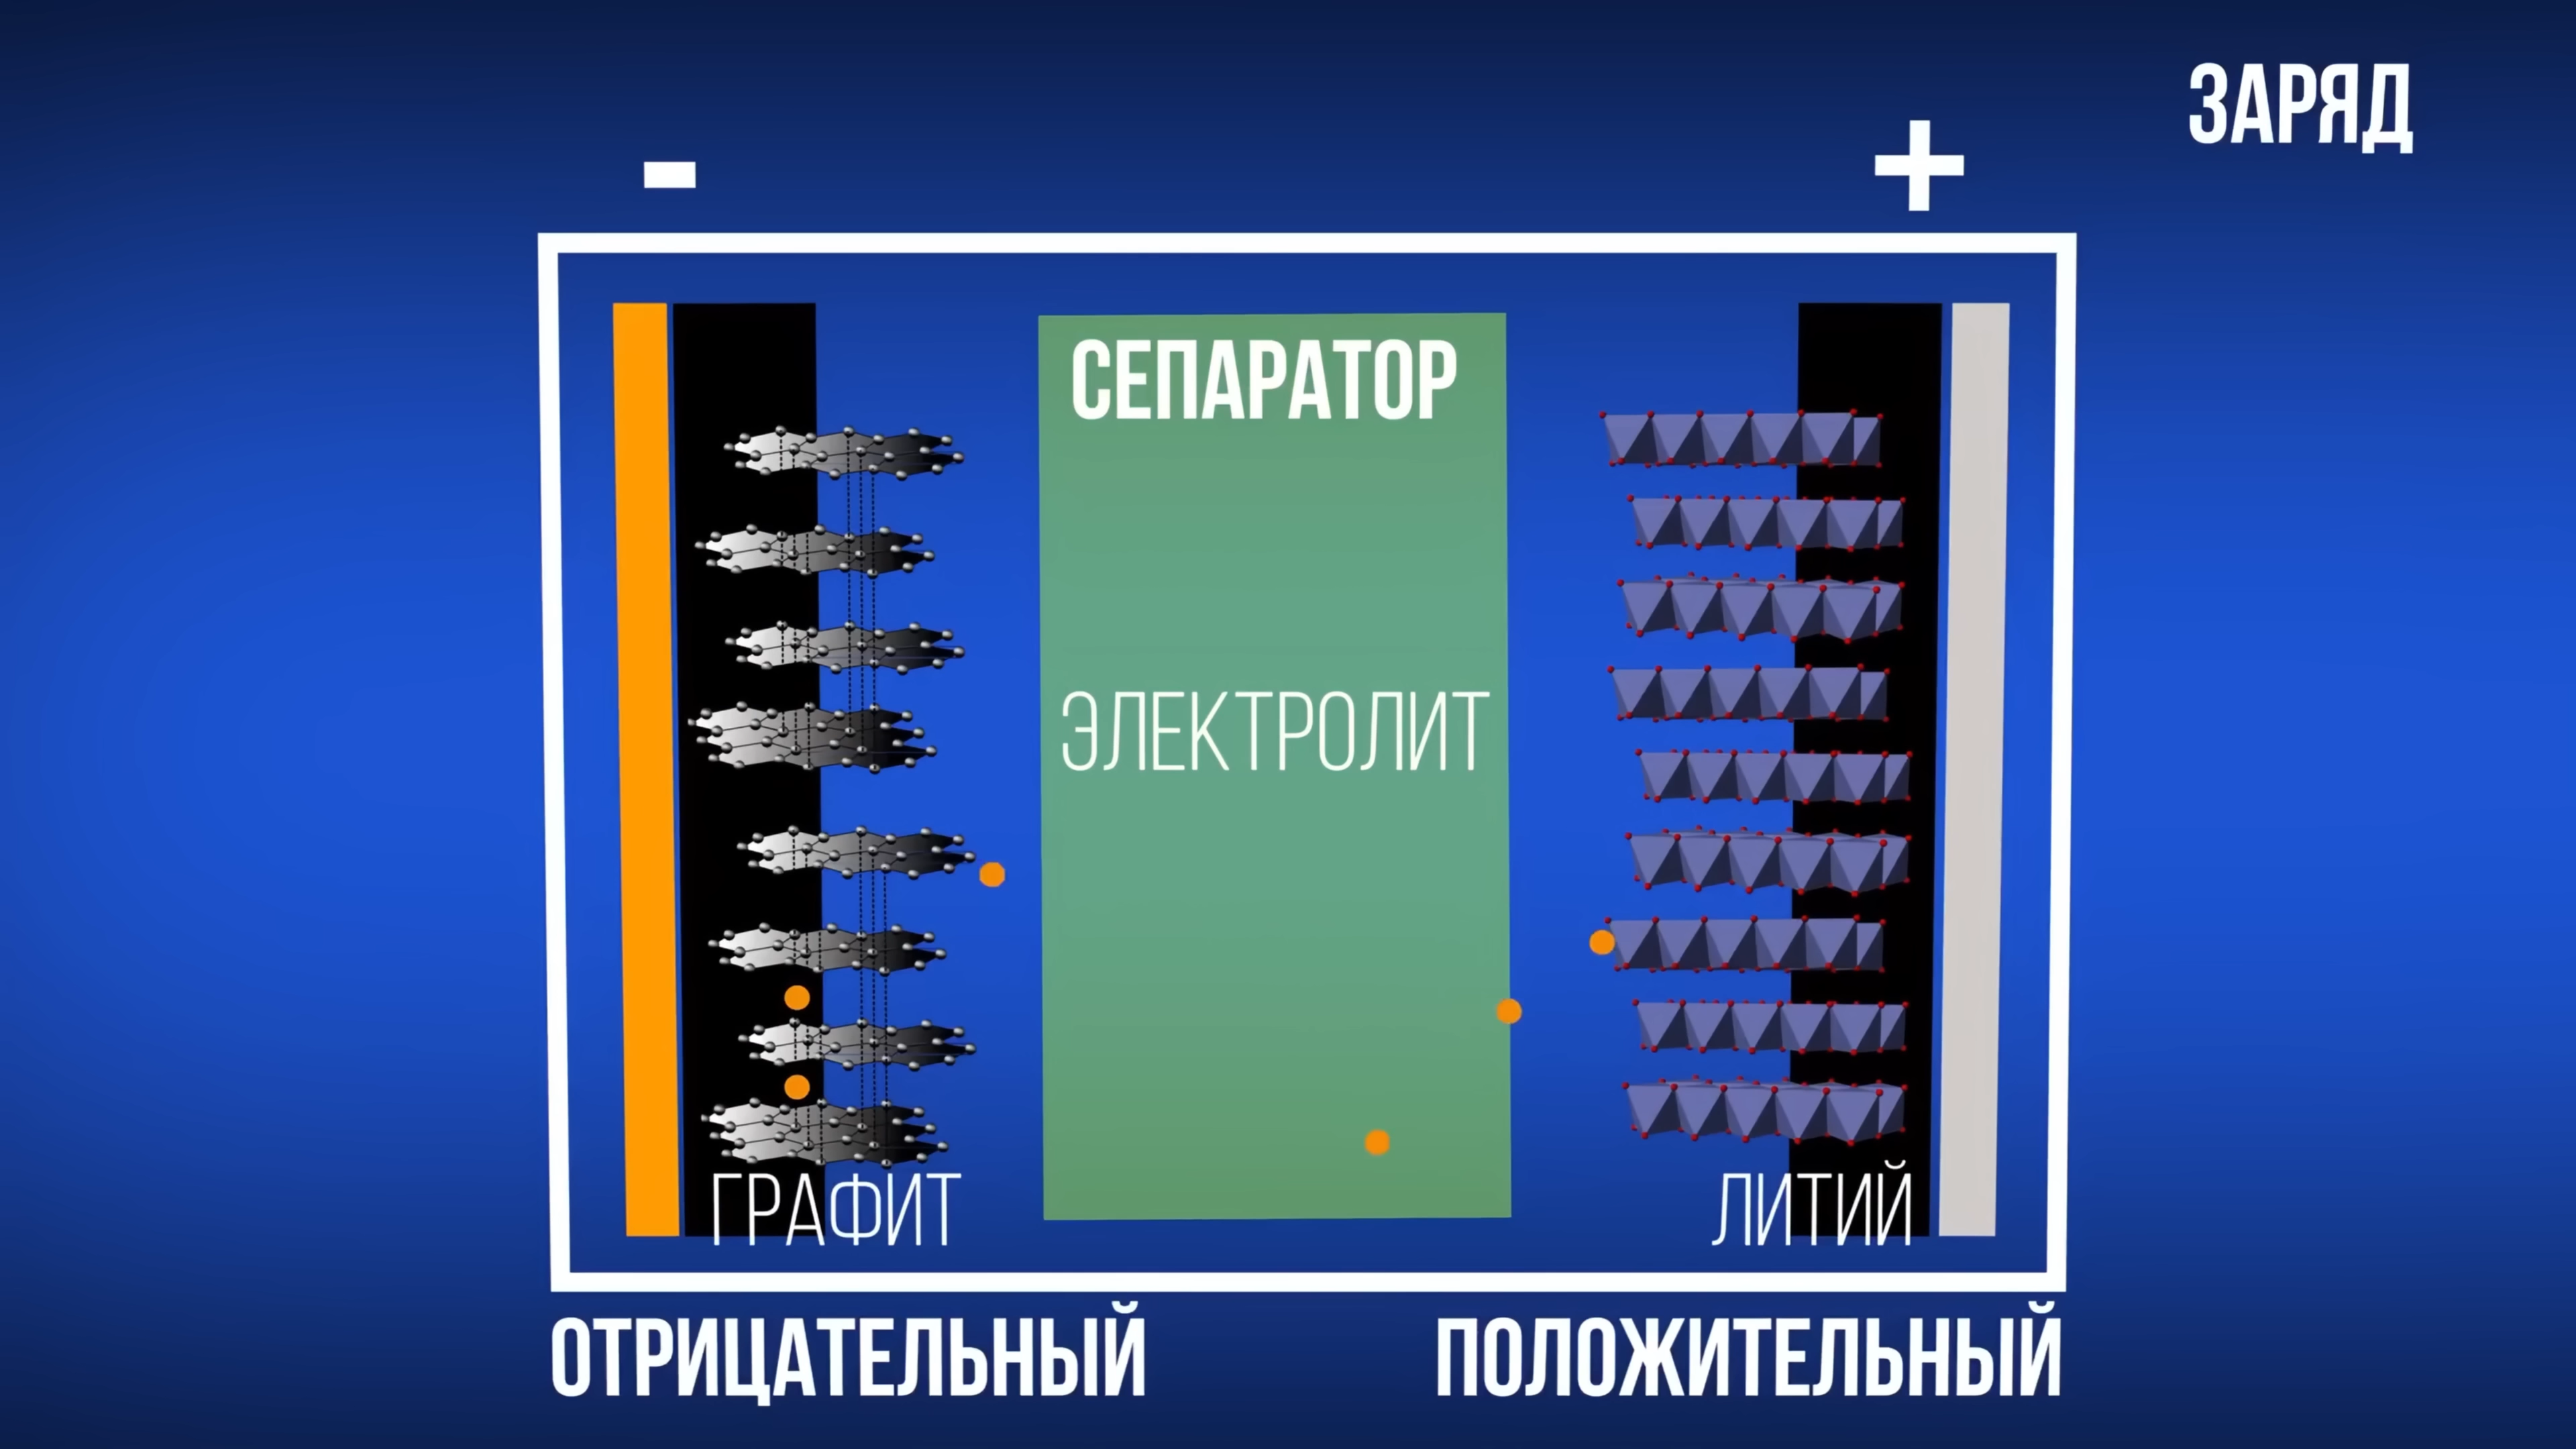 ЗАРЯД
- +
СЕПАРАТОР
ЭЛЕКТРОЛИТ
ГРАФИТ ЛИТИЙ
ОТРИЦАТЕЛЬНЫЙ ПОЛОЖИТЕЛЬНЫЙ